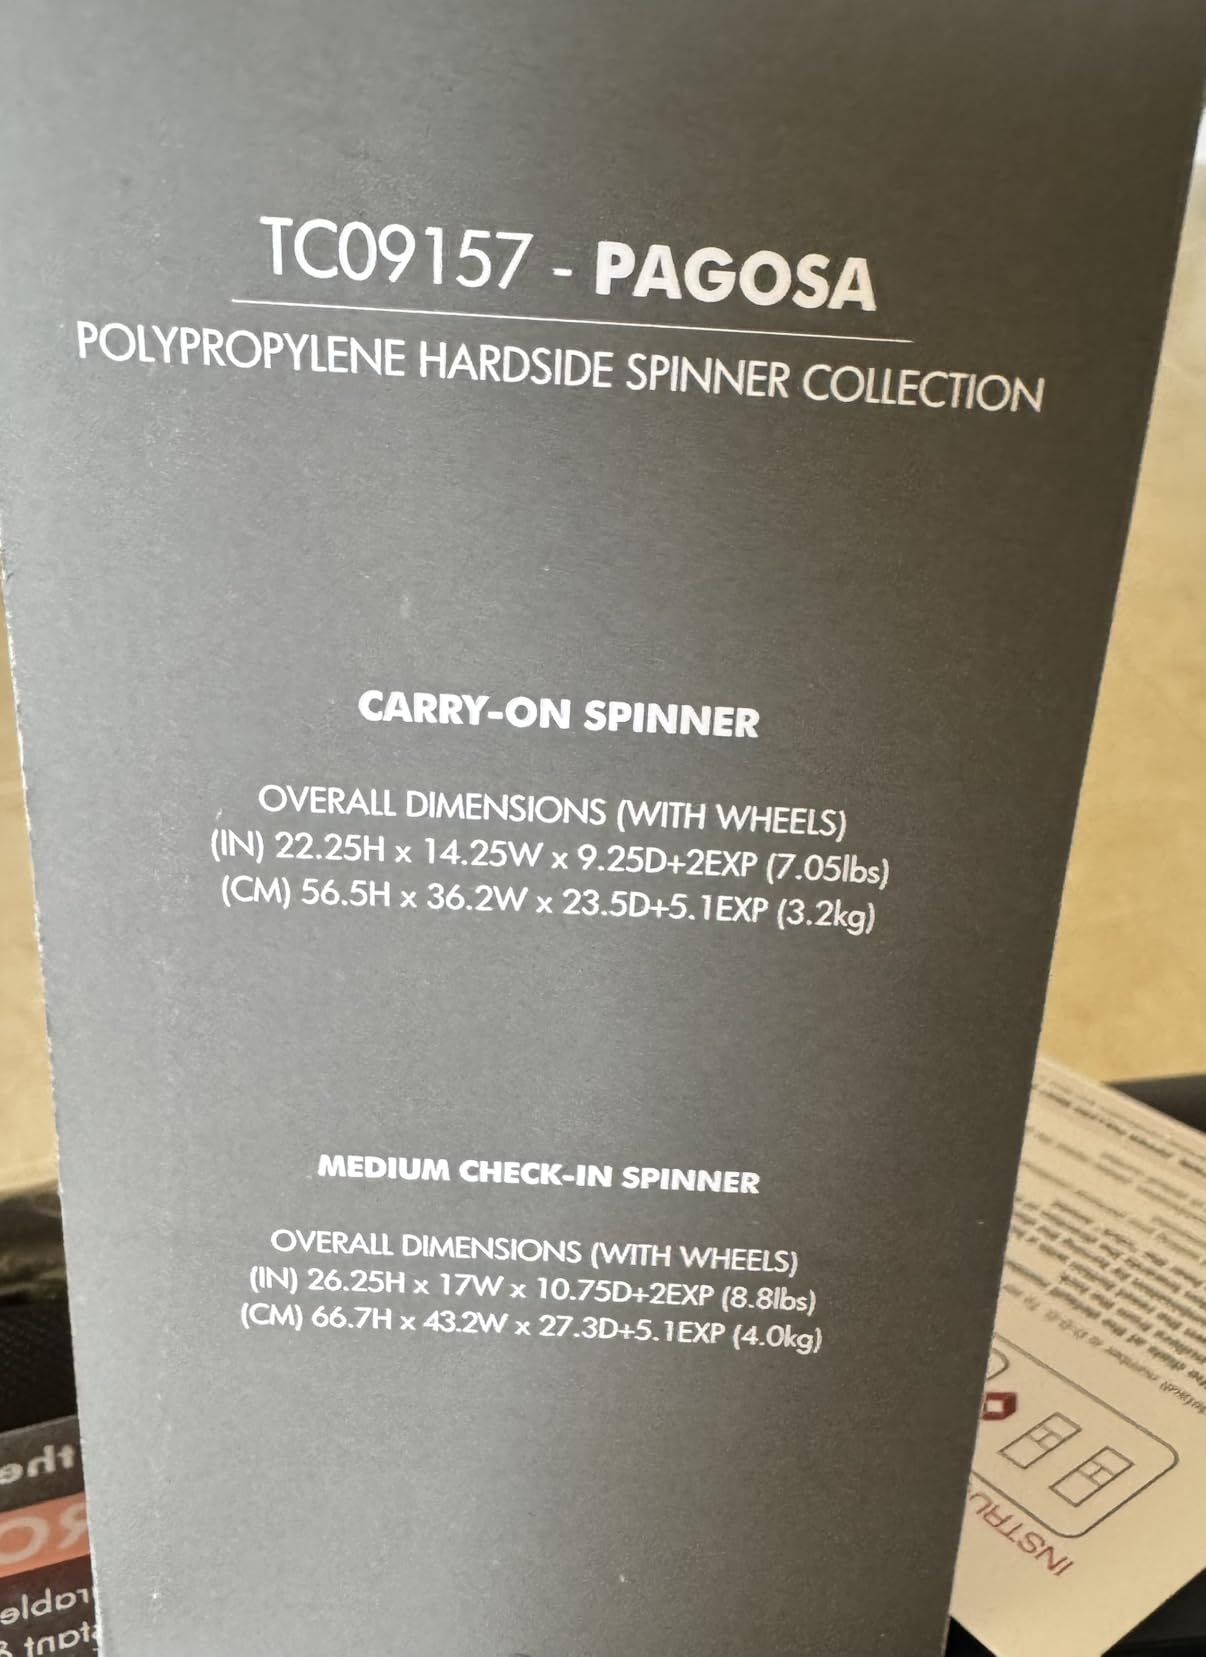 TC09157 - PAGOSA
POLYPROPYLENE HARDSIDE SPINNER COLLECTION
CARRY-ON SPINNER
OVERALL DIMENSIONS (WITH WHEELS)
(IN) 22.25H x 14.25W x 9.25D+2EXP (7.05lbs)
(CM) 56.5H x 36.2W x 23.5D+5.1EXP (3.2kg)
MEDIUM CHECK-IN SPINNER
OVERALL DIMENSIONS (WITH WHEELS)
(IN) 26.25H x 17W x 10.75D+2EXP (8.8lbs)
(CM) 66.7H x 43.2W x 27.3D+5.1EXP (4.0kg)